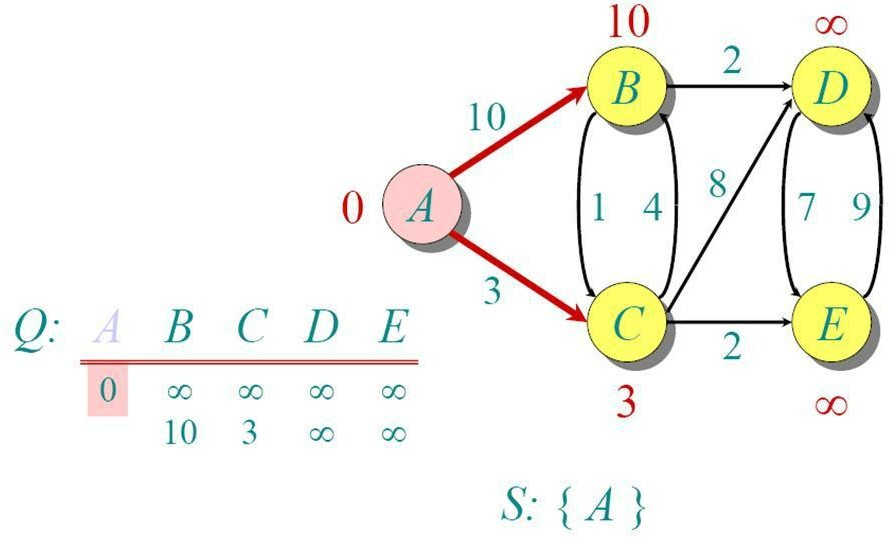 10 ∞
B 2 D
10
0 A 1 4 8 7 9
3
C 2 E
3 ∞
Q: A B C D E
0 ∞ ∞ ∞ ∞
10 3 ∞ ∞
S: { A }